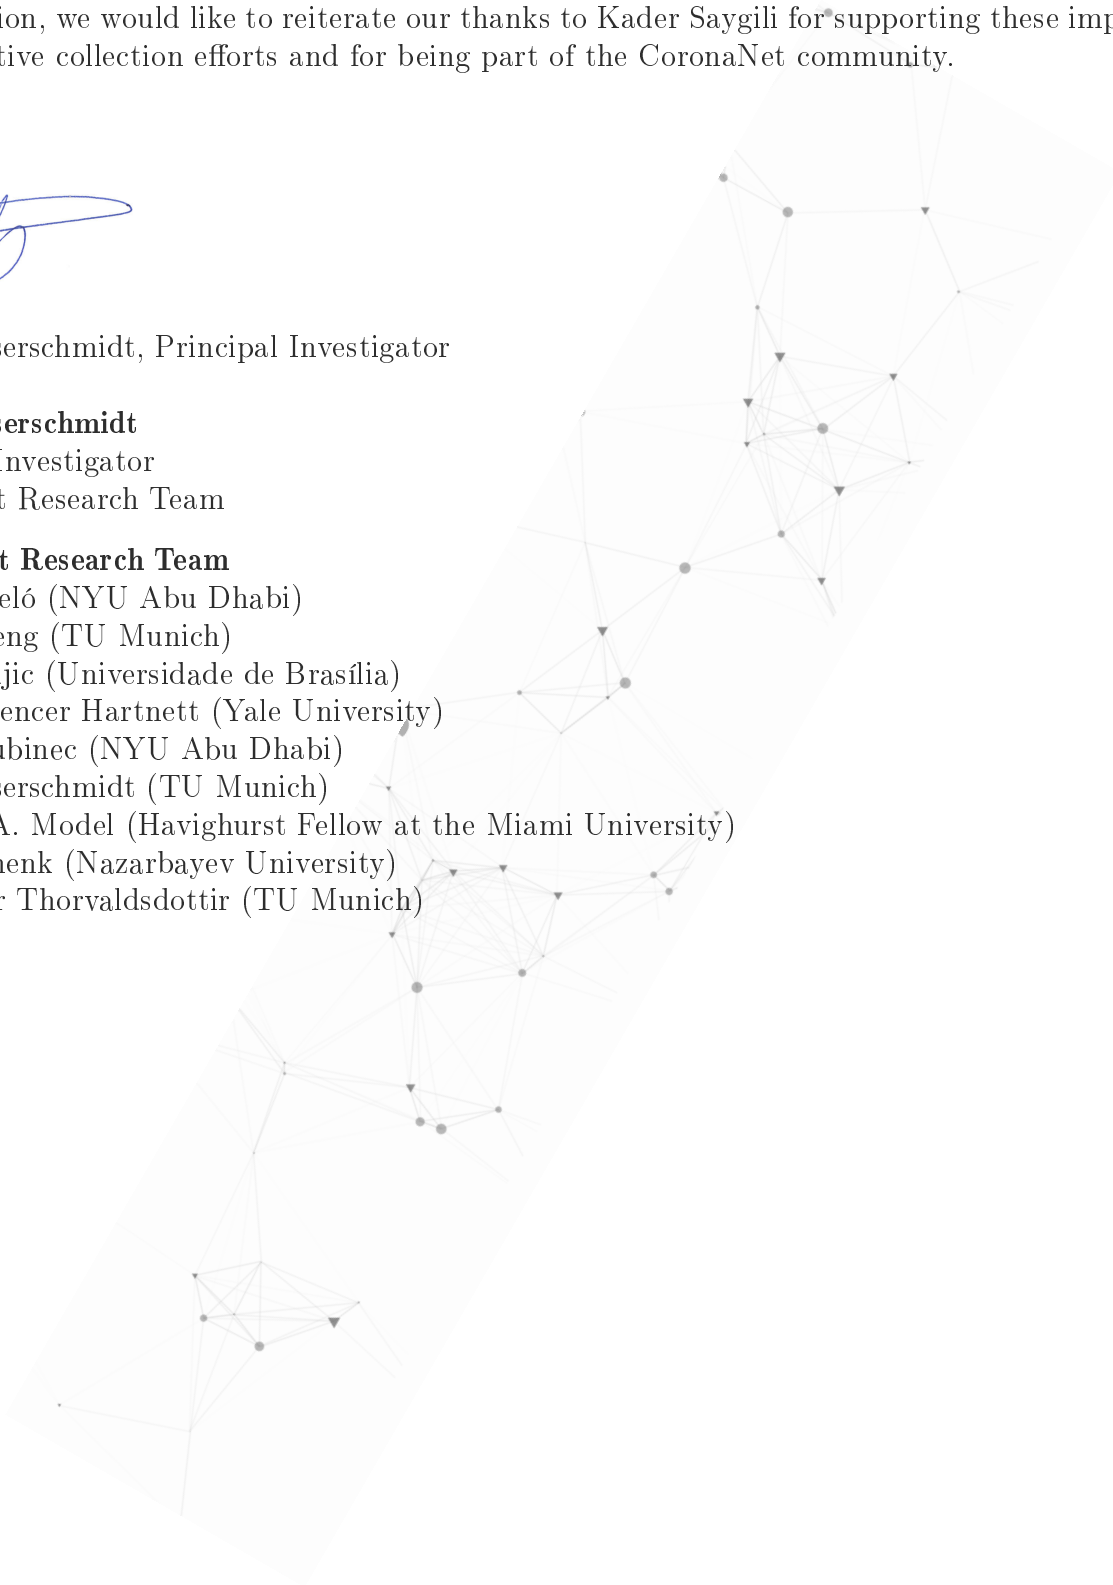 ion, we would like to reiterate our thanks to Kader Saygili for supporting these imp
tive collection efforts and for being part of the CoronaNet community.
serschmidt, Principal Investigator
serschmidt
Investigator
t Research Team
t Research Team
eló (NYU Abu Dhabi)
eng (TU Munich)
jic (Universidade de Brasília)
encer Hartnett (Yale University)
ubinec (NYU Abu Dhabi)
serschmidt (TU Munich)
A. Model (Havighurst Fellow at the Miami University)
henk (Nazarbayev University)
r Thorvaldsdottir (TU Munich)